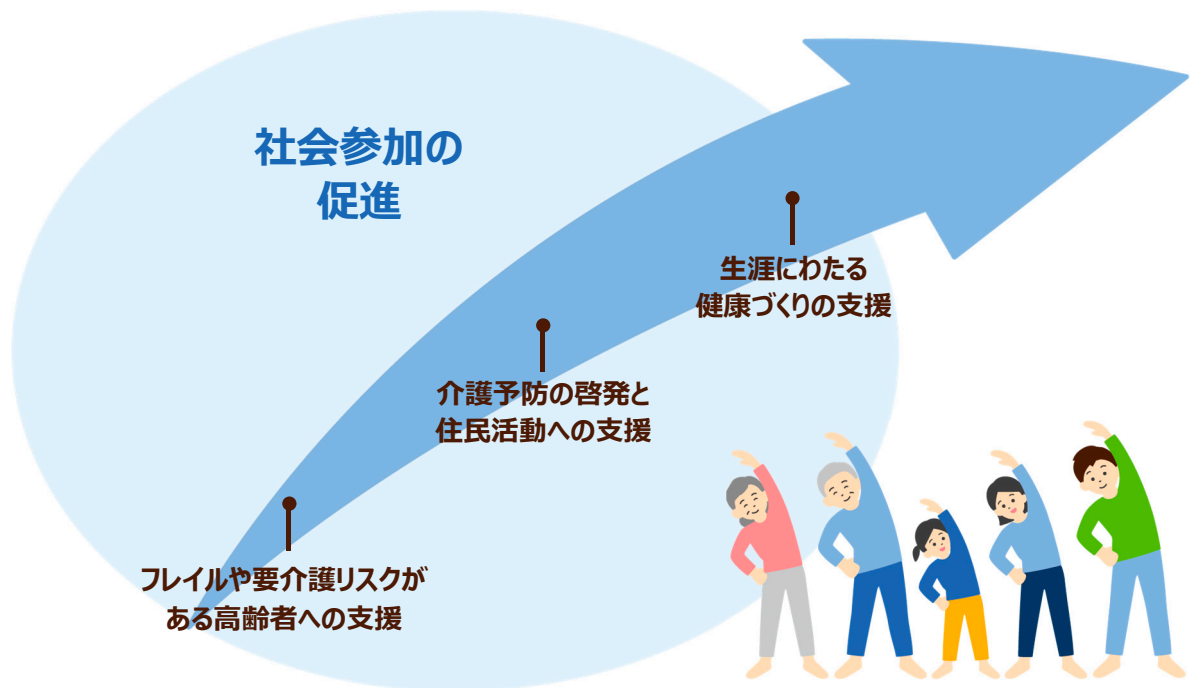 社会参加の
促進
生涯にわたる
健康づくりの支援
介護予防の啓発と
住民活動への支援
フレイルや要介護リスクが
ある高齢者への支援